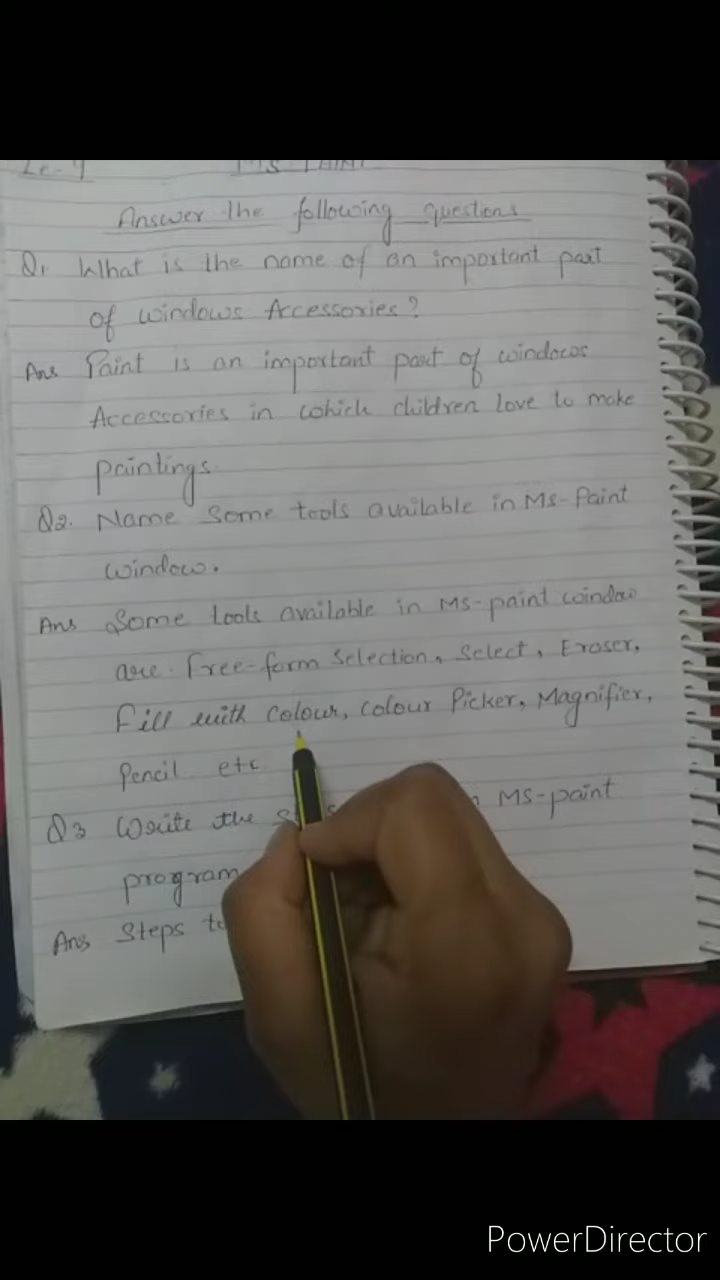 Answer the following questions
Q1 What is the name of an important part
of windows Accessories?
Ans Paint is an important part of windows
Accessories in which children love to make
paintings
Q2. Name Some tools available in Ms-Paint
window.
Ans Some tools available in Ms-paint window
are Free-form Selection, Select, Eraser,
Fill with Colour, Colour Picker, Magnifier,
Pencil etc
Q3 Write the MS-paint
program
Ans Steps to
PowerDirector